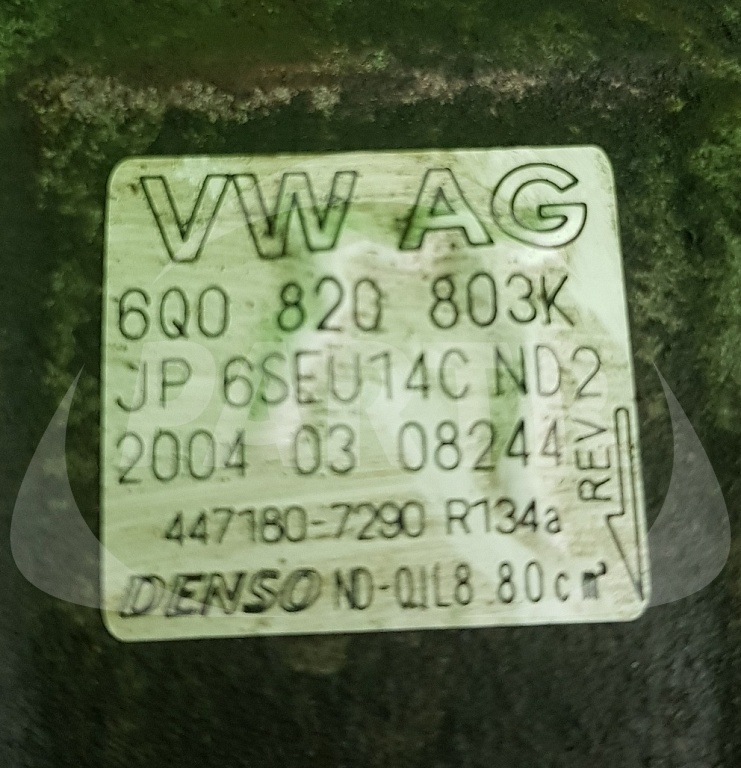 VW AG
6Q0 820 803K
JP 6SEU14C ND2
2004 03 08244
REV
447180-7290 R134a
DENSO ND-OIL8 80cm³
PARTS